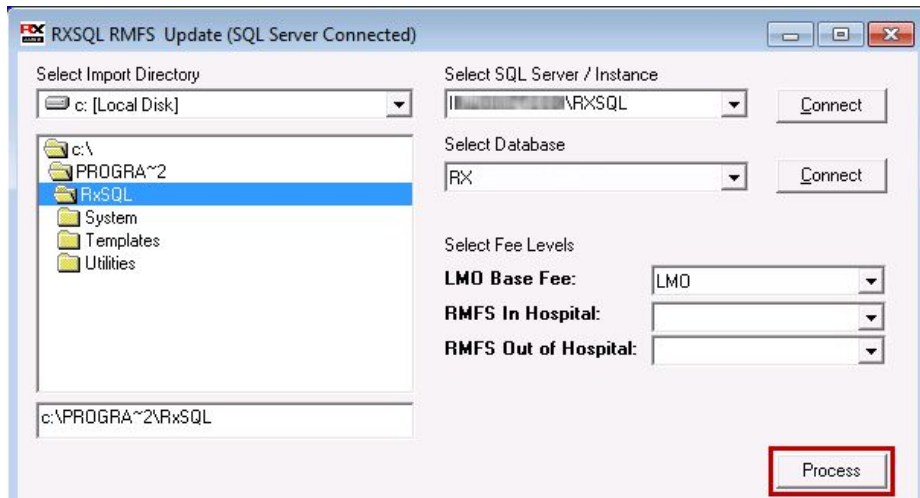 RX
RXSQL RMFS Update (SQL Server Connected)
Select Import Directory
c: [Local Disk]
c:\
PROGRA~2
RxSQL
System
Templates
Utilities
c:\PROGRA~2\RxSQL
Select SQL Server / Instance
\RXSQL
Connect
Select Database
RX
Connect
Select Fee Levels
LMO Base Fee: LMO
RMFS In Hospital:
RMFS Out of Hospital:
Process